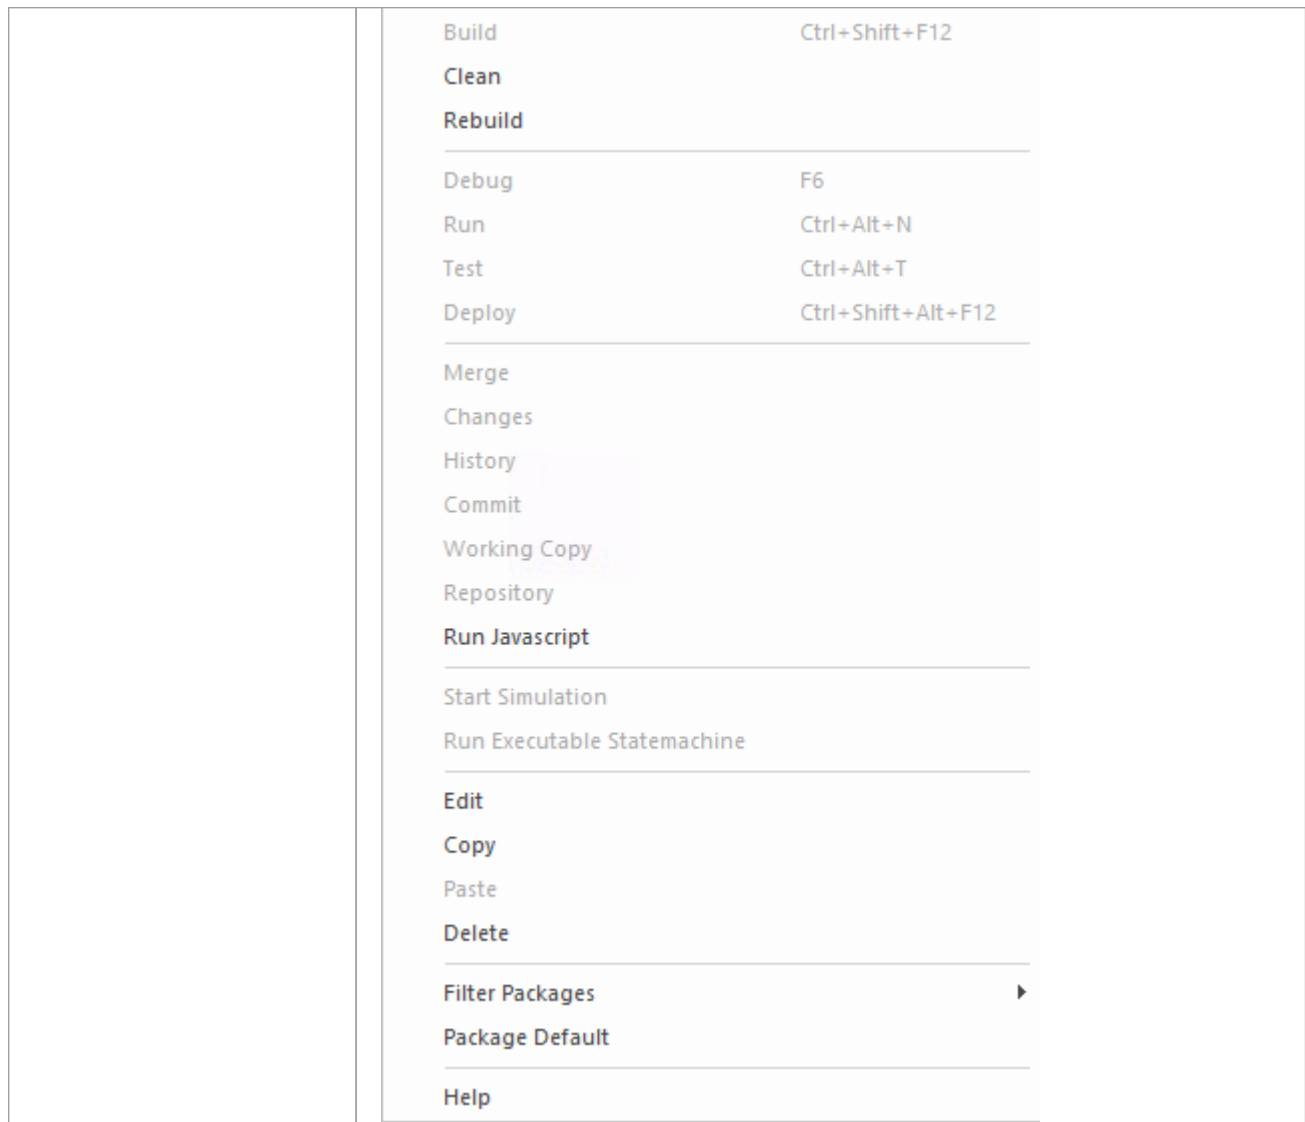 Build Ctrl+Shift+F12
Clean
Rebuild
Debug F6
Run Ctrl+Alt+N
Test Ctrl+Alt+T
Deploy Ctrl+Shift+Alt+F12
Merge
Changes
History
Commit
Working Copy
Repository
Run Javascript
Start Simulation
Run Executable Statemachine
Edit
Copy
Paste
Delete
Filter Packages
Package Default
Help